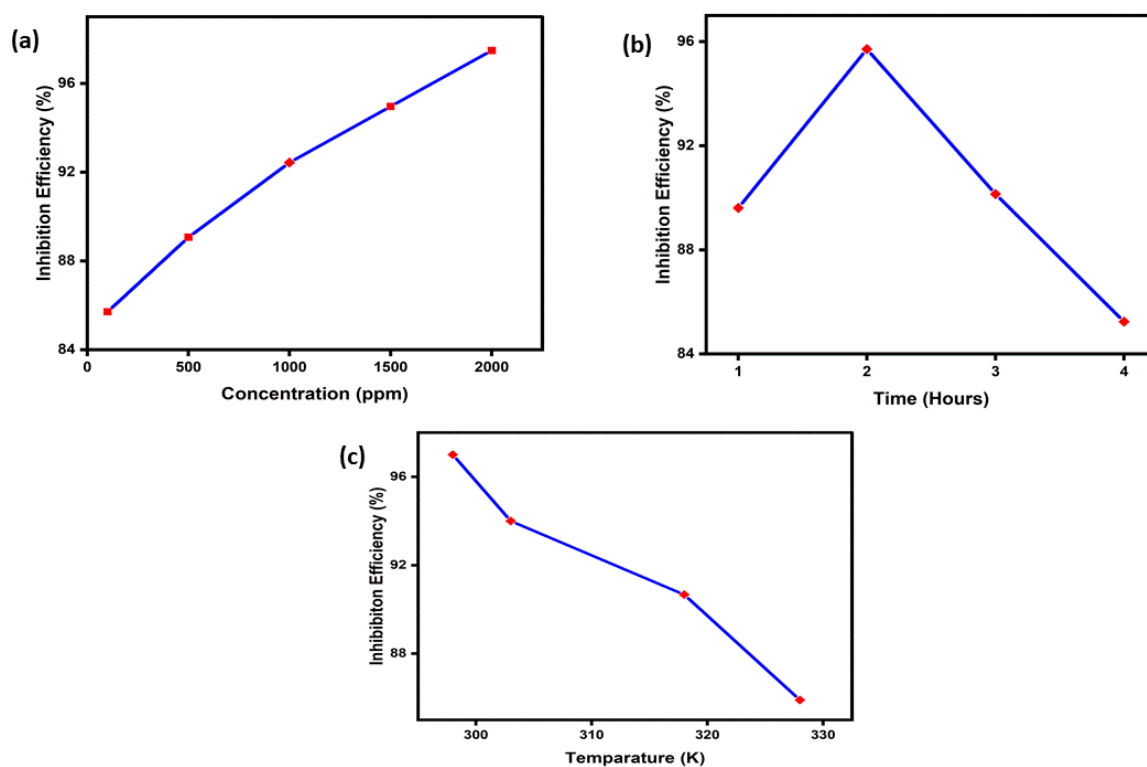 (a)
Inhibition Efficiency (%)
96
92
88
84
0 500 1000 1500 2000
Concentration (ppm)
(b)
Inhibition Efficiency (%)
96
92
88
84
1 2 3 4
Time (Hours)
(c)
Inhibibiton Efficiency (%)
96
92
88
300 310 320 330
Temparature (K)